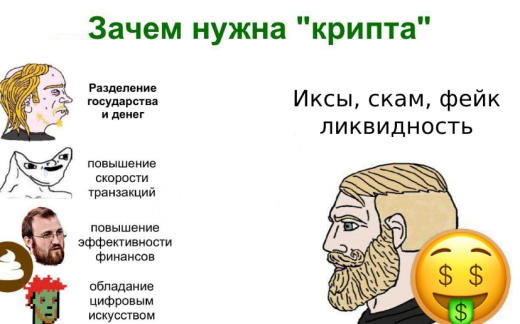 Зачем нужна "крипта"
Разделение
государства
и денег
повышение
скорости
транзакций
повышение
эффективности
финансов
обладание
цифровым
искусством
Иксы, скам, фейк
ликвидность
$ $
$